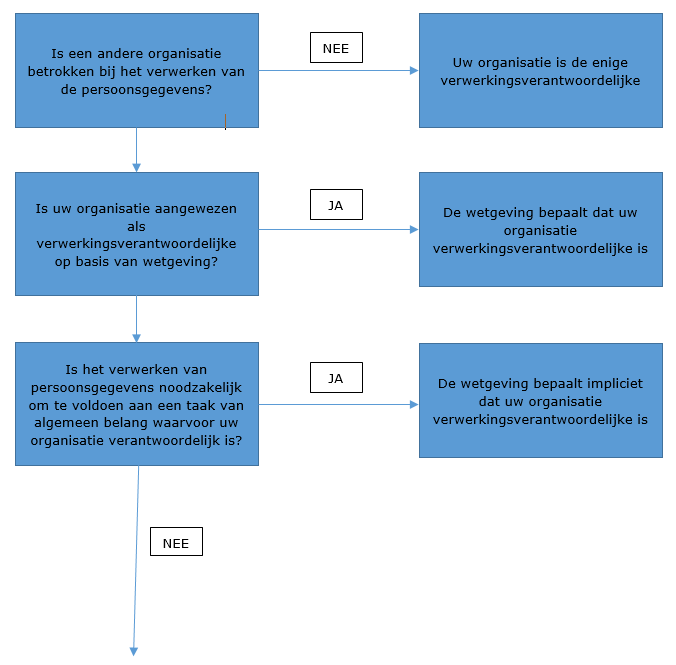 Is een andere organisatie
betrokken bij het verwerken van
de persoonsgegevens?
NEE
Uw organisatie is de enige
verwerkingsverantwoordelijke
Is uw organisatie aangewezen
als
verwerkingsverantwoordelijke
op basis van wetgeving?
JA
De wetgeving bepaalt dat uw
organisatie
verwerkingsverantwoordelijke is
Is het verwerken van
persoonsgegevens noodzakelijk
om te voldoen aan een taak van
algemeen belang waarvoor uw
organisatie verantwoordelijk is?
JA
De wetgeving bepaalt impliciet
dat uw organisatie
verwerkingsverantwoordelijke is
NEE